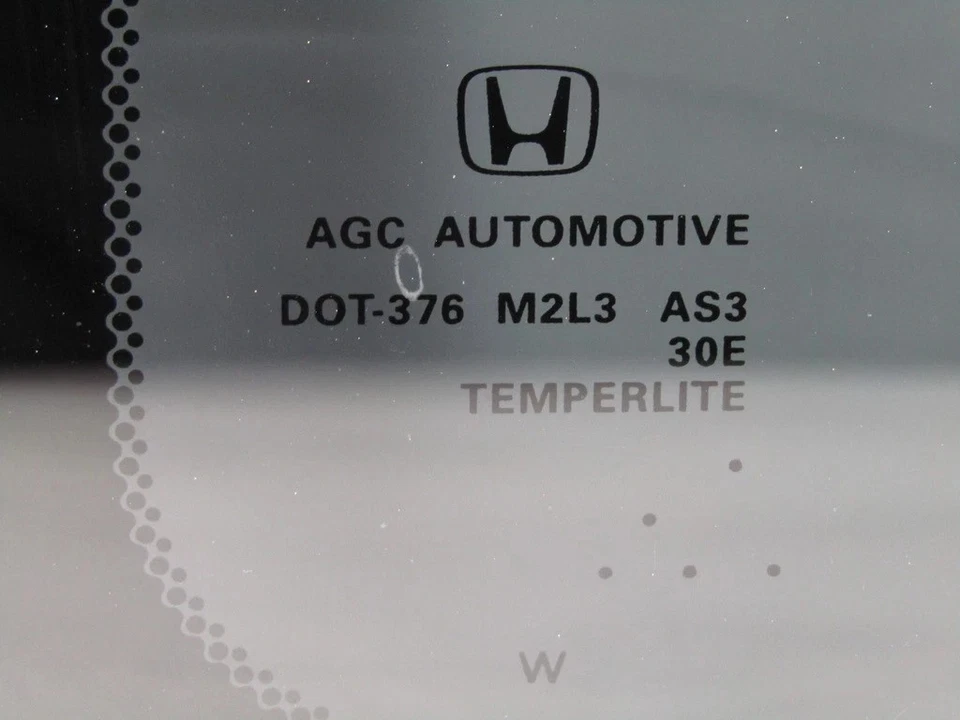 AGC AUTOMOTIVE
DOT-376 M2L3 AS3
30E
TEMPERLITE
W